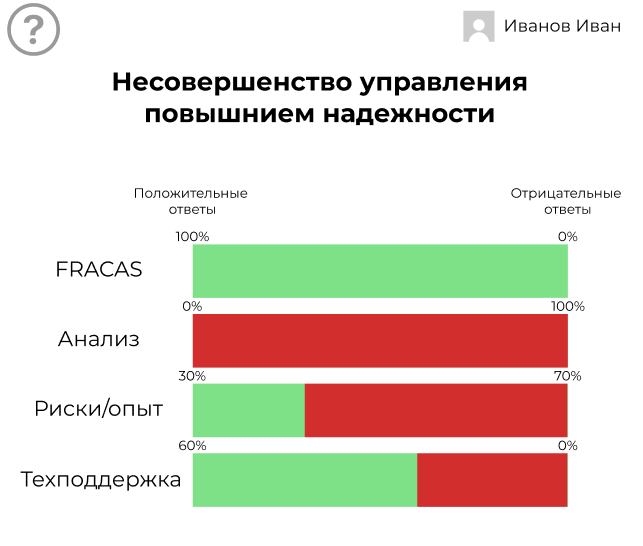 ?
Иванов Иван
Несовершенство управления
повышнием надежности
Положительные
ответы
Отрицательные
ответы
100%
0%
FRACAS
0%
100%
Анализ
30%
70%
Риски/опыт
60%
0%
Техподдержка